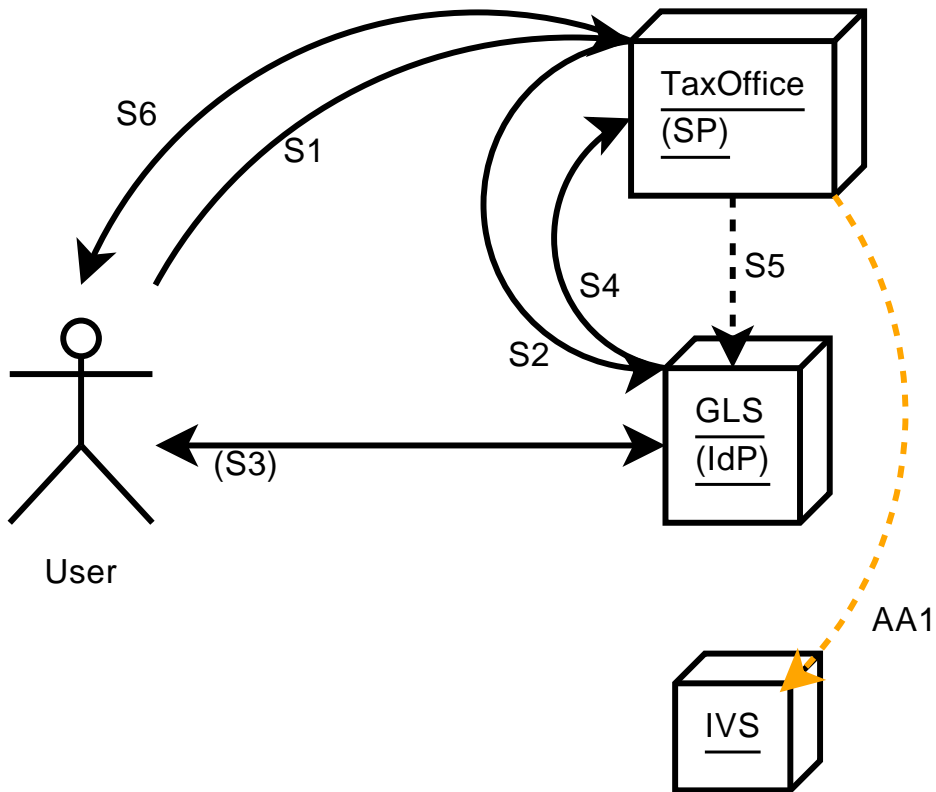 TaxOffice
(SP)
S6
S1
S5
S4
S2
GLS
(IdP)
(S3)
User
AA1
IVS